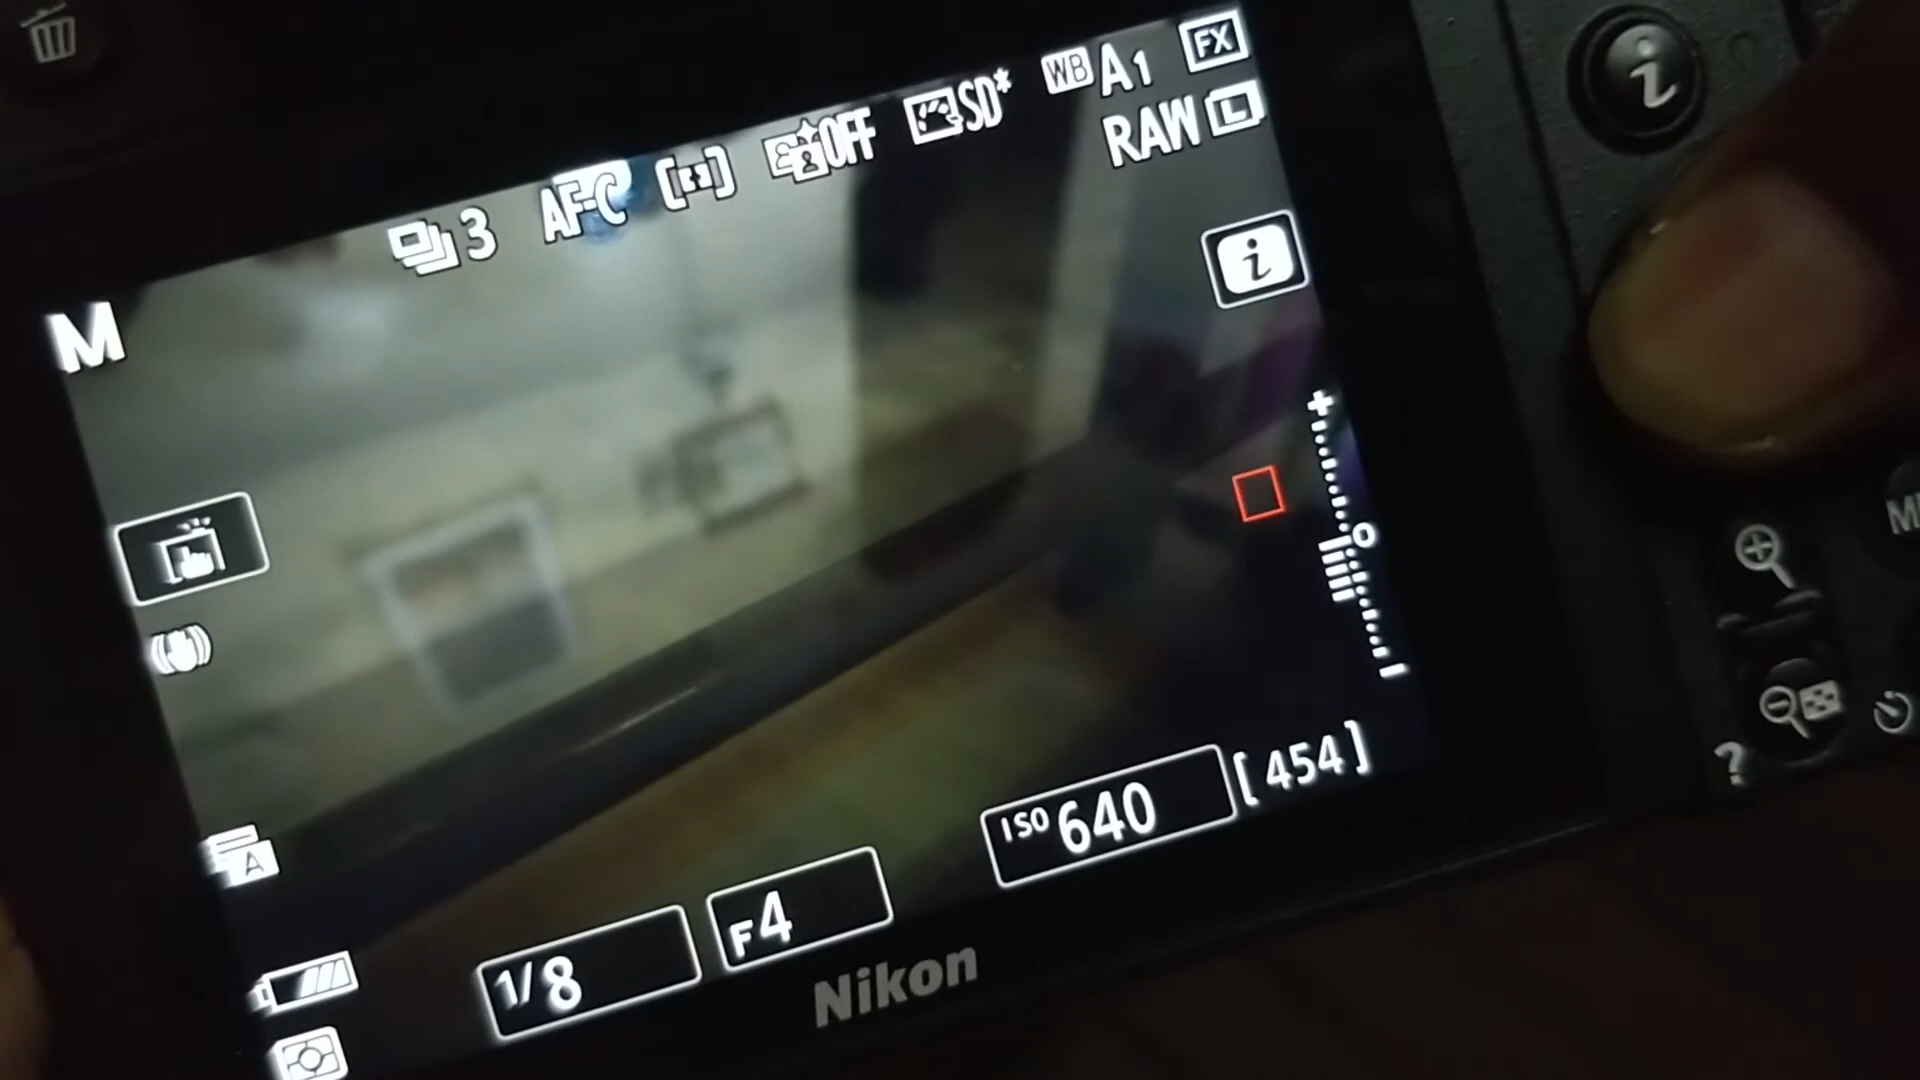 3 AF-C [ ] OFF SD* WB A1 FX
RAW L
i
M
i
+
0
A
ISO 640 [454]
1/8 F4
Nikon
M
?